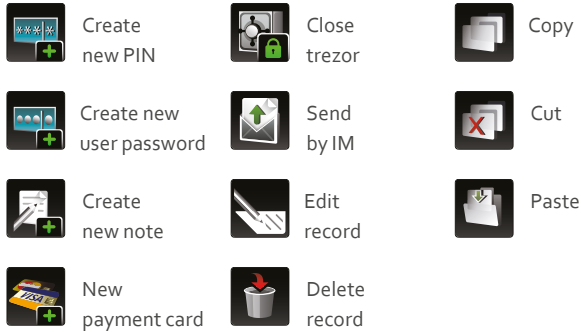 Create
new PIN
Create new
user password
Create
new note
VISA
New
payment card
Close
trezor
Send
by IM
Edit
record
Delete
record
Copy
X
Cut
Paste